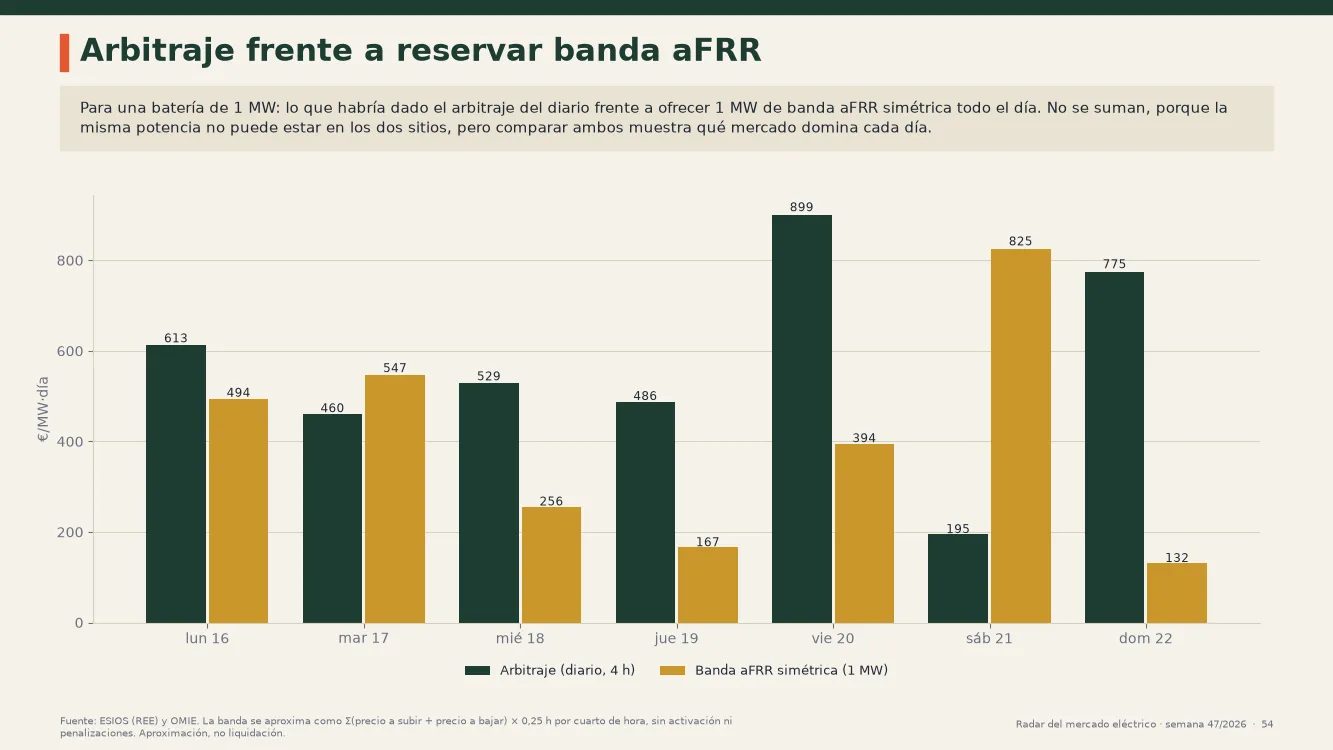 Arbitraje frente a reservar banda aFRR
Para una batería de 1 MW: lo que habría dado el arbitraje del diario frente a ofrecer 1 MW de banda aFRR simétrica todo el día. No se suman, porque la
misma potencia no puede estar en los dos sitios, pero comparar ambos muestra qué mercado domina cada día.
€/MW·día
800
600
400
200
0
613
494
460
547
529
256
486
167
899
394
195
825
775
132
lun 16
mar 17
mié 18
jue 19
vie 20
sáb 21
dom 22
Arbitraje (diario, 4 h)
Banda aFRR simétrica (1 MW)
Fuente: ESIOS (REE) y OMIE. La banda se aproxima como Σ(precio a subir + precio a bajar) × 0,25 h por cuarto de hora, sin activación ni
penalizaciones. Aproximación, no liquidación.
Radar del mercado eléctrico · semana 47/2026 · 54